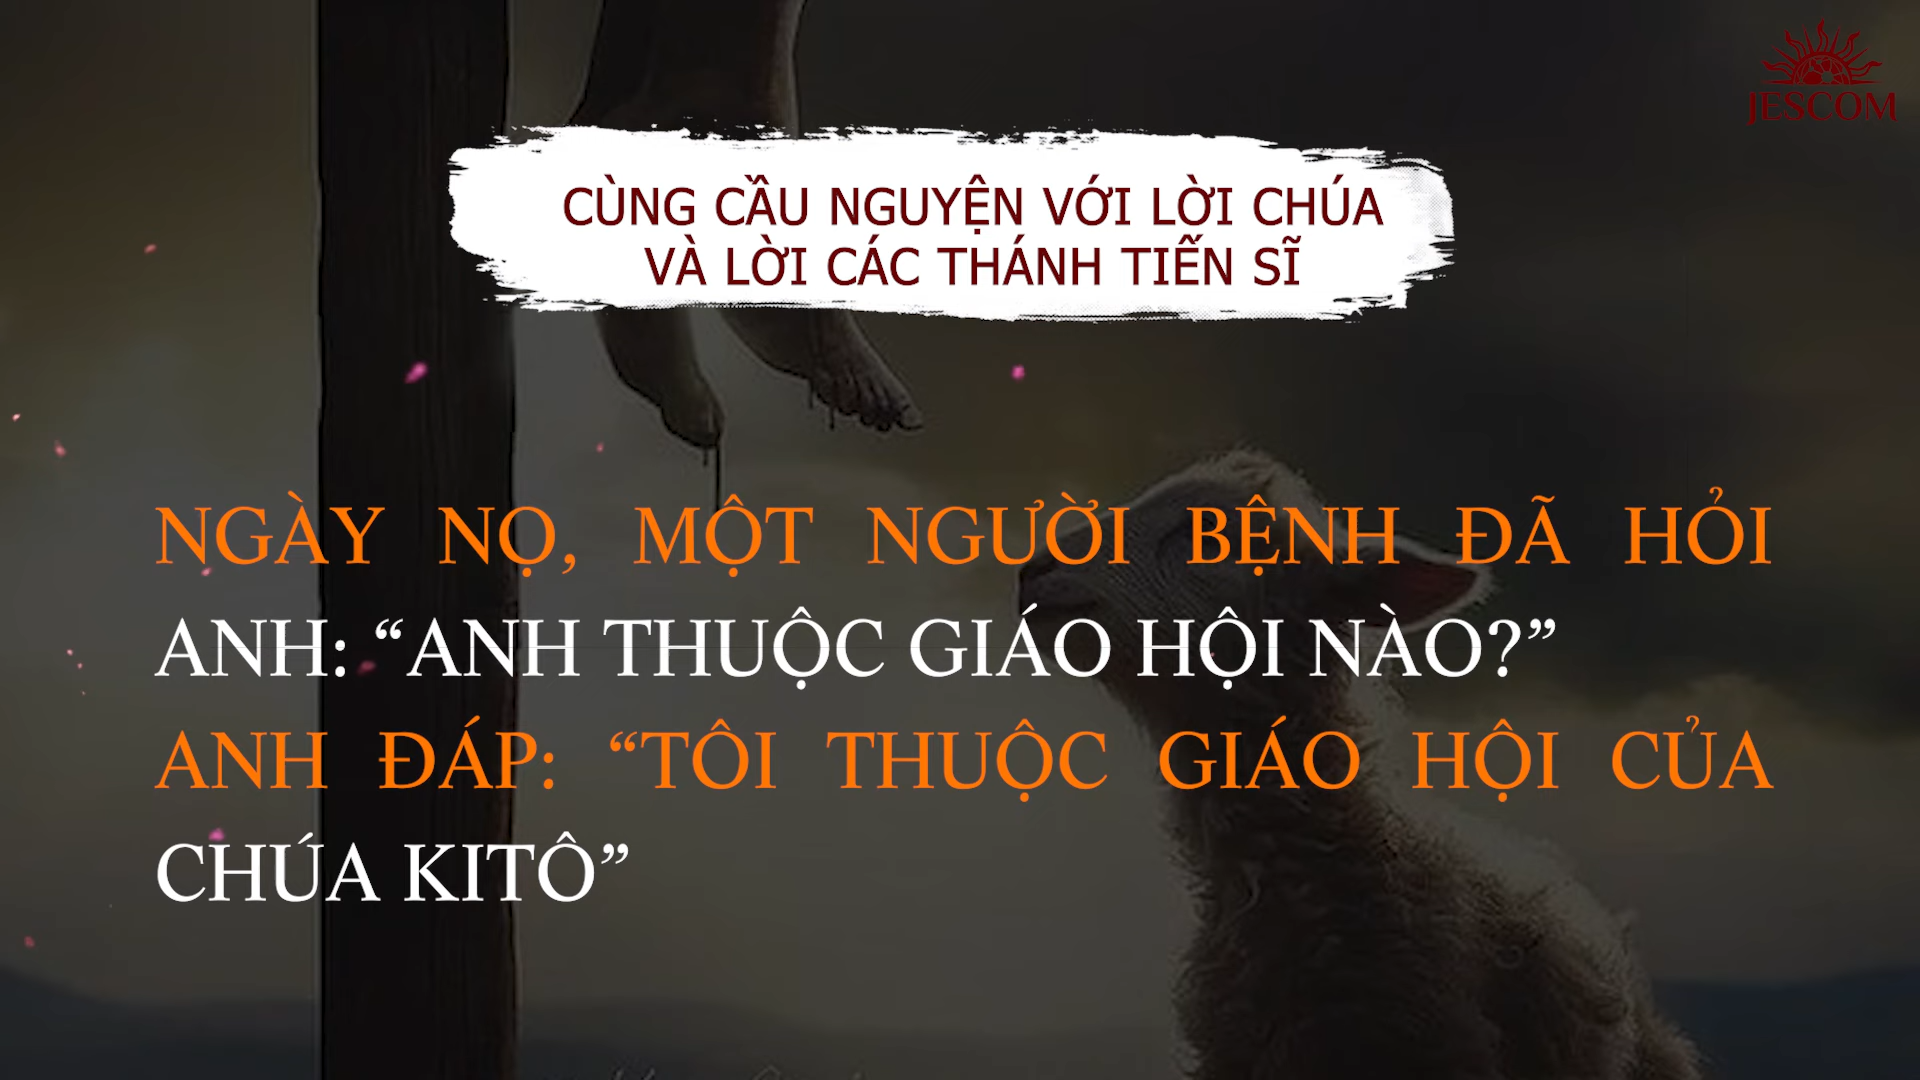 JESCOM
CÙNG CẦU NGUYỆN VỚI LỜI CHÚA
VÀ LỜI CÁC THÁNH TIẾN SĨ
NGÀY NỌ, MỘT NGƯỜI BỆNH ĐÃ HỎI
ANH: “ANH THUỘC GIÁO HỘI NÀO?”
ANH ĐÁP: “TÔI THUỘC GIÁO HỘI CỦA
CHÚA KITÔ”